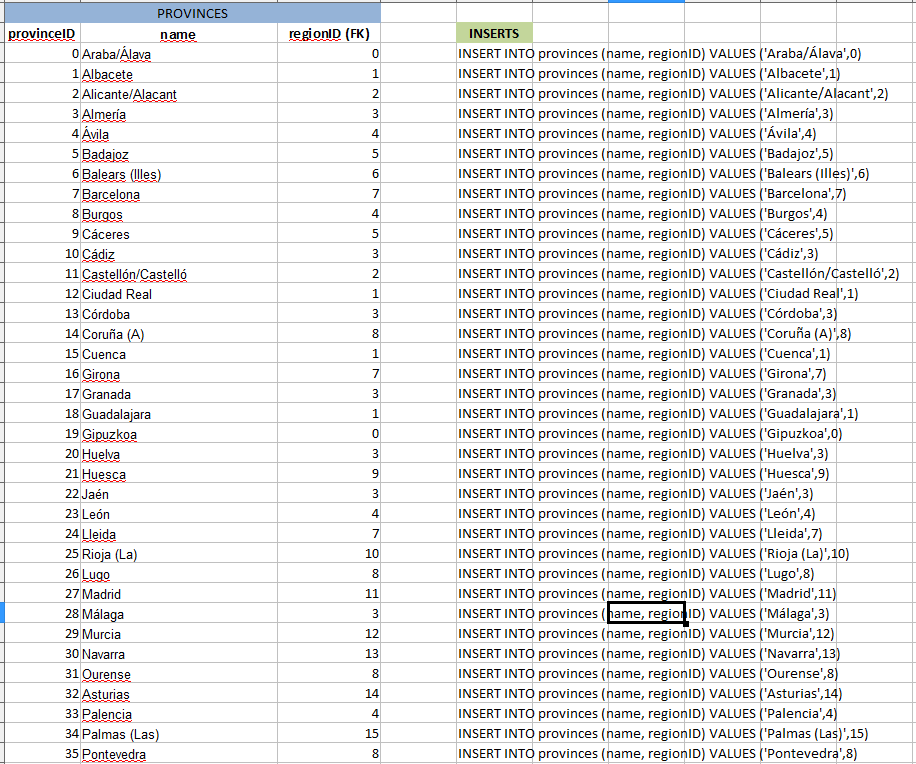 PROVINCES
provinceID name regionID (FK) INSERTS
0 Araba/Álava 0 INSERT INTO provinces (name, regionID) VALUES ('Araba/Álava',0)
1 Albacete 1 INSERT INTO provinces (name, regionID) VALUES ('Albacete',1)
2 Alicante/Alacant 2 INSERT INTO provinces (name, regionID) VALUES ('Alicante/Alacant',2)
3 Almería 3 INSERT INTO provinces (name, regionID) VALUES ('Almería',3)
4 Ávila 4 INSERT INTO provinces (name, regionID) VALUES ('Ávila',4)
5 Badajoz 5 INSERT INTO provinces (name, regionID) VALUES ('Badajoz',5)
6 Balears (Illes) 6 INSERT INTO provinces (name, regionID) VALUES ('Balears (Illes)',6)
7 Barcelona 7 INSERT INTO provinces (name, regionID) VALUES ('Barcelona',7)
8 Burgos 4 INSERT INTO provinces (name, regionID) VALUES ('Burgos',4)
9 Cáceres 5 INSERT INTO provinces (name, regionID) VALUES ('Cáceres',5)
10 Cádiz 3 INSERT INTO provinces (name, regionID) VALUES ('Cádiz',3)
11 Castellón/Castelló 2 INSERT INTO provinces (name, regionID) VALUES ('Castellón/Castelló',2)
12 Ciudad Real 1 INSERT INTO provinces (name, regionID) VALUES ('Ciudad Real',1)
13 Córdoba 3 INSERT INTO provinces (name, regionID) VALUES ('Córdoba',3)
14 Coruña (A) 8 INSERT INTO provinces (name, regionID) VALUES ('Coruña (A)',8)
15 Cuenca 1 INSERT INTO provinces (name, regionID) VALUES ('Cuenca',1)
16 Girona 7 INSERT INTO provinces (name, regionID) VALUES ('Girona',7)
17 Granada 3 INSERT INTO provinces (name, regionID) VALUES ('Granada',3)
18 Guadalajara 1 INSERT INTO provinces (name, regionID) VALUES ('Guadalajara',1)
19 Gipuzkoa 0 INSERT INTO provinces (name, regionID) VALUES ('Gipuzkoa',0)
20 Huelva 3 INSERT INTO provinces (name, regionID) VALUES ('Huelva',3)
21 Huesca 9 INSERT INTO provinces (name, regionID) VALUES ('Huesca',9)
22 Jaén 3 INSERT INTO provinces (name, regionID) VALUES ('Jaén',3)
23 León 4 INSERT INTO provinces (name, regionID) VALUES ('León',4)
24 Lleida 7 INSERT INTO provinces (name, regionID) VALUES ('Lleida',7)
25 Rioja (La) 10 INSERT INTO provinces (name, regionID) VALUES ('Rioja (La)',10)
26 Lugo 8 INSERT INTO provinces (name, regionID) VALUES ('Lugo',8)
27 Madrid 11 INSERT INTO provinces (name, regionID) VALUES ('Madrid',11)
28 Málaga 3 INSERT INTO provinces (name, regionID) VALUES ('Málaga',3)
29 Murcia 12 INSERT INTO provinces (name, regionID) VALUES ('Murcia',12)
30 Navarra 13 INSERT INTO provinces (name, regionID) VALUES ('Navarra',13)
31 Ourense 8 INSERT INTO provinces (name, regionID) VALUES ('Ourense',8)
32 Asturias 14 INSERT INTO provinces (name, regionID) VALUES ('Asturias',14)
33 Palencia 4 INSERT INTO provinces (name, regionID) VALUES ('Palencia',4)
34 Palmas (Las) 15 INSERT INTO provinces (name, regionID) VALUES ('Palmas (Las)',15)
35 Pontevedra 8 INSERT INTO provinces (name, regionID) VALUES ('Pontevedra',8)